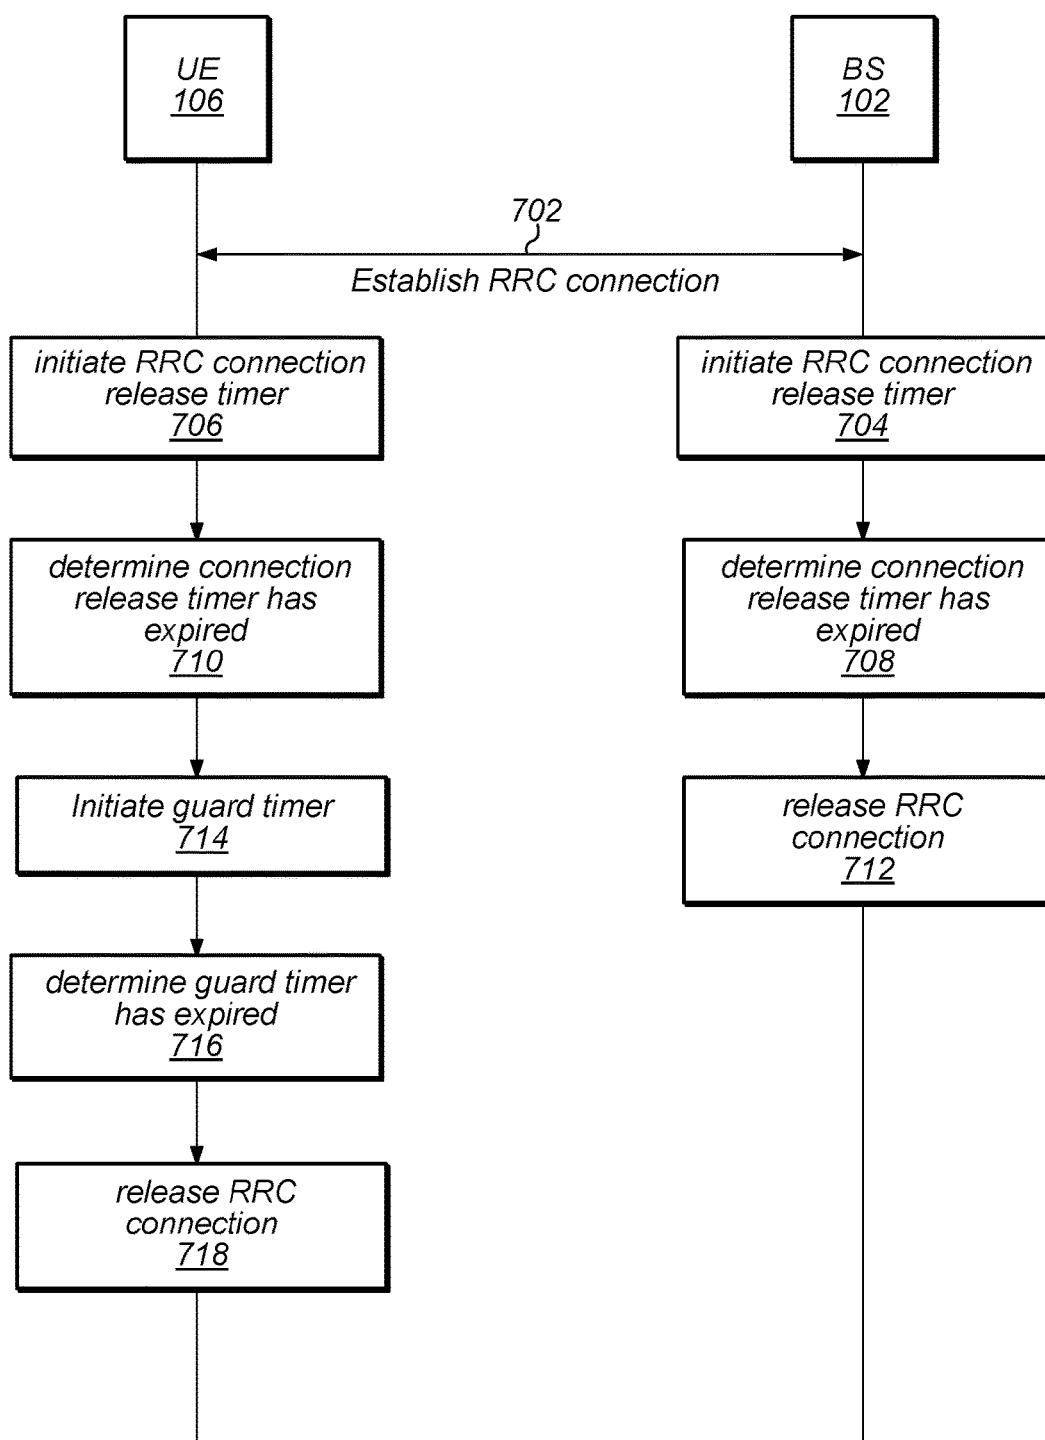 UE
106
BS
102
702
Establish RRC connection
initiate RRC connection
release timer
706
initiate RRC connection
release timer
704
determine connection
release timer has
expired
710
determine connection
release timer has
expired
708
Initiate guard timer
714
release RRC
connection
712
determine guard timer
has expired
716
release RRC
connection
718